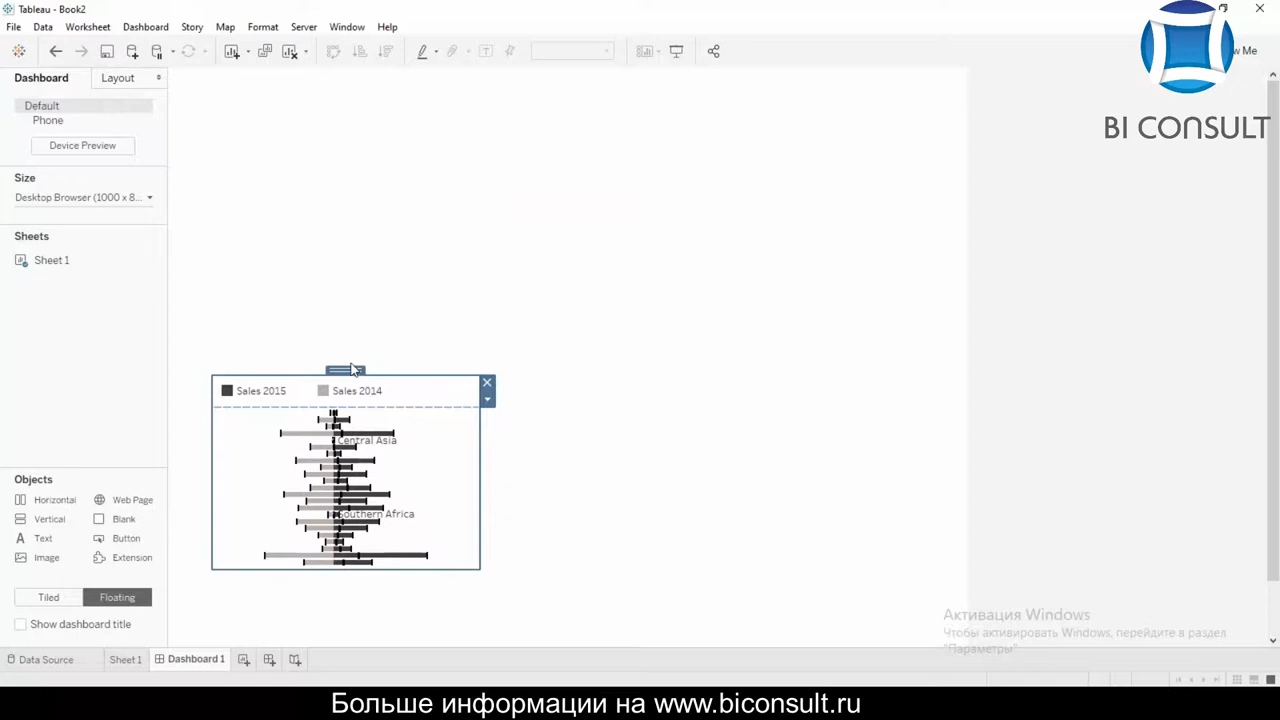 Tableau - Book2
File Data Worksheet Dashboard Story Map Format Server Window Help
Me
Dashboard Layout
Default
Phone
Device Preview
Size
Desktop Browser (1000 x 8...
Sheets
Sheet 1
Objects
Horizontal Web Page
Vertical Blank
A Text Button
Image Extension
Tiled Floating
Show dashboard title
BI CONSULT
Sales 2015 Sales 2014
Central Asia
Southern Africa
Активация Windows
Чтобы активировать Windows, перейдите в раздел
"Параметры"
Data Source Sheet 1 Dashboard 1
Больше информации на www.biconsult.ru